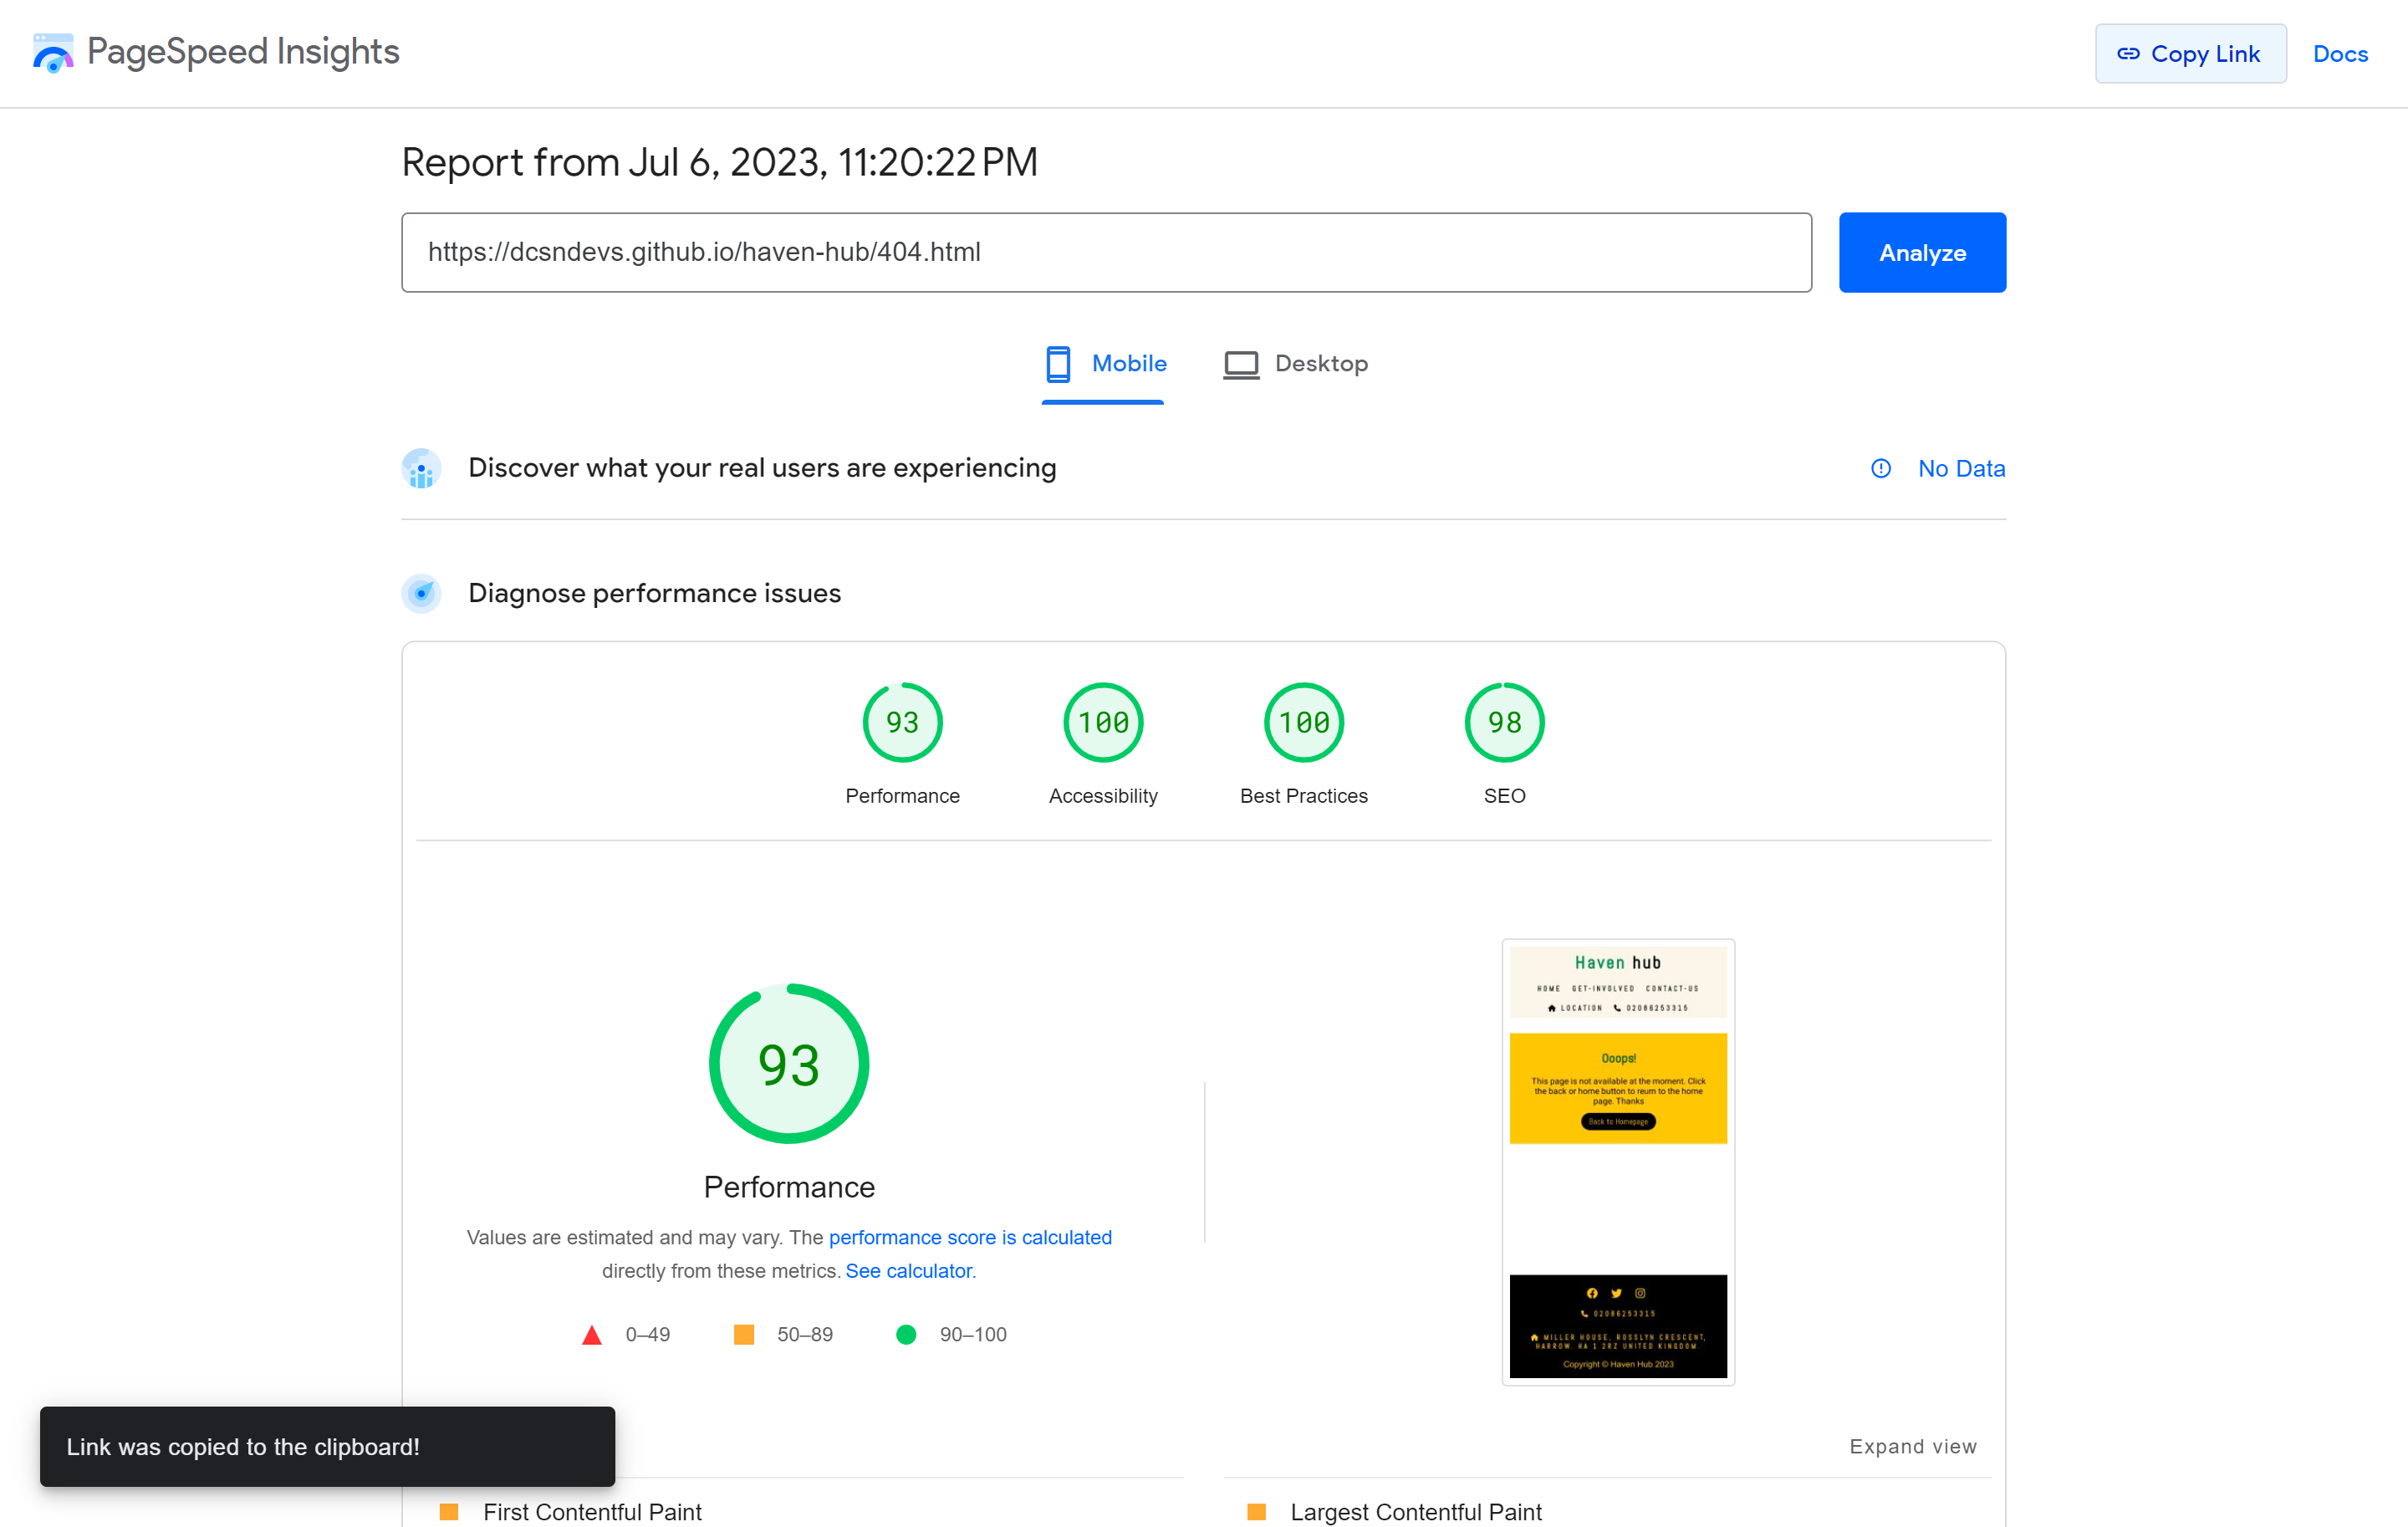 PageSpeed Insights
Copy Link
Docs
Report from Jul 6, 2023, 11:20:22 PM
https://dcsndevs.github.io/haven-hub/404.html
Analyze
Mobile
Desktop
Discover what your real users are experiencing
No Data
Diagnose performance issues
93
100
100
98
Performance
Accessibility
Best Practices
SEO
93
Performance
Values are estimated and may vary. The performance score is calculated
directly from these metrics. See calculator.
0–49
50–89
90–100
Haven hub
HOME GET-INVOLVED CONTACT-US
LOCATION 02086253315
Ooops!
This page is not available at the moment. Click
the back or home button to reurn to the home
page. Thanks
Back to Homepage
02086253315
MILLER HOUSE, ROSSLYN CRESCENT,
HARROW. HA 1 2RZ UNITED KINGDOM.
Copyright © Haven Hub 2023
Expand view
Link was copied to the clipboard!
First Contentful Paint
Largest Contentful Paint